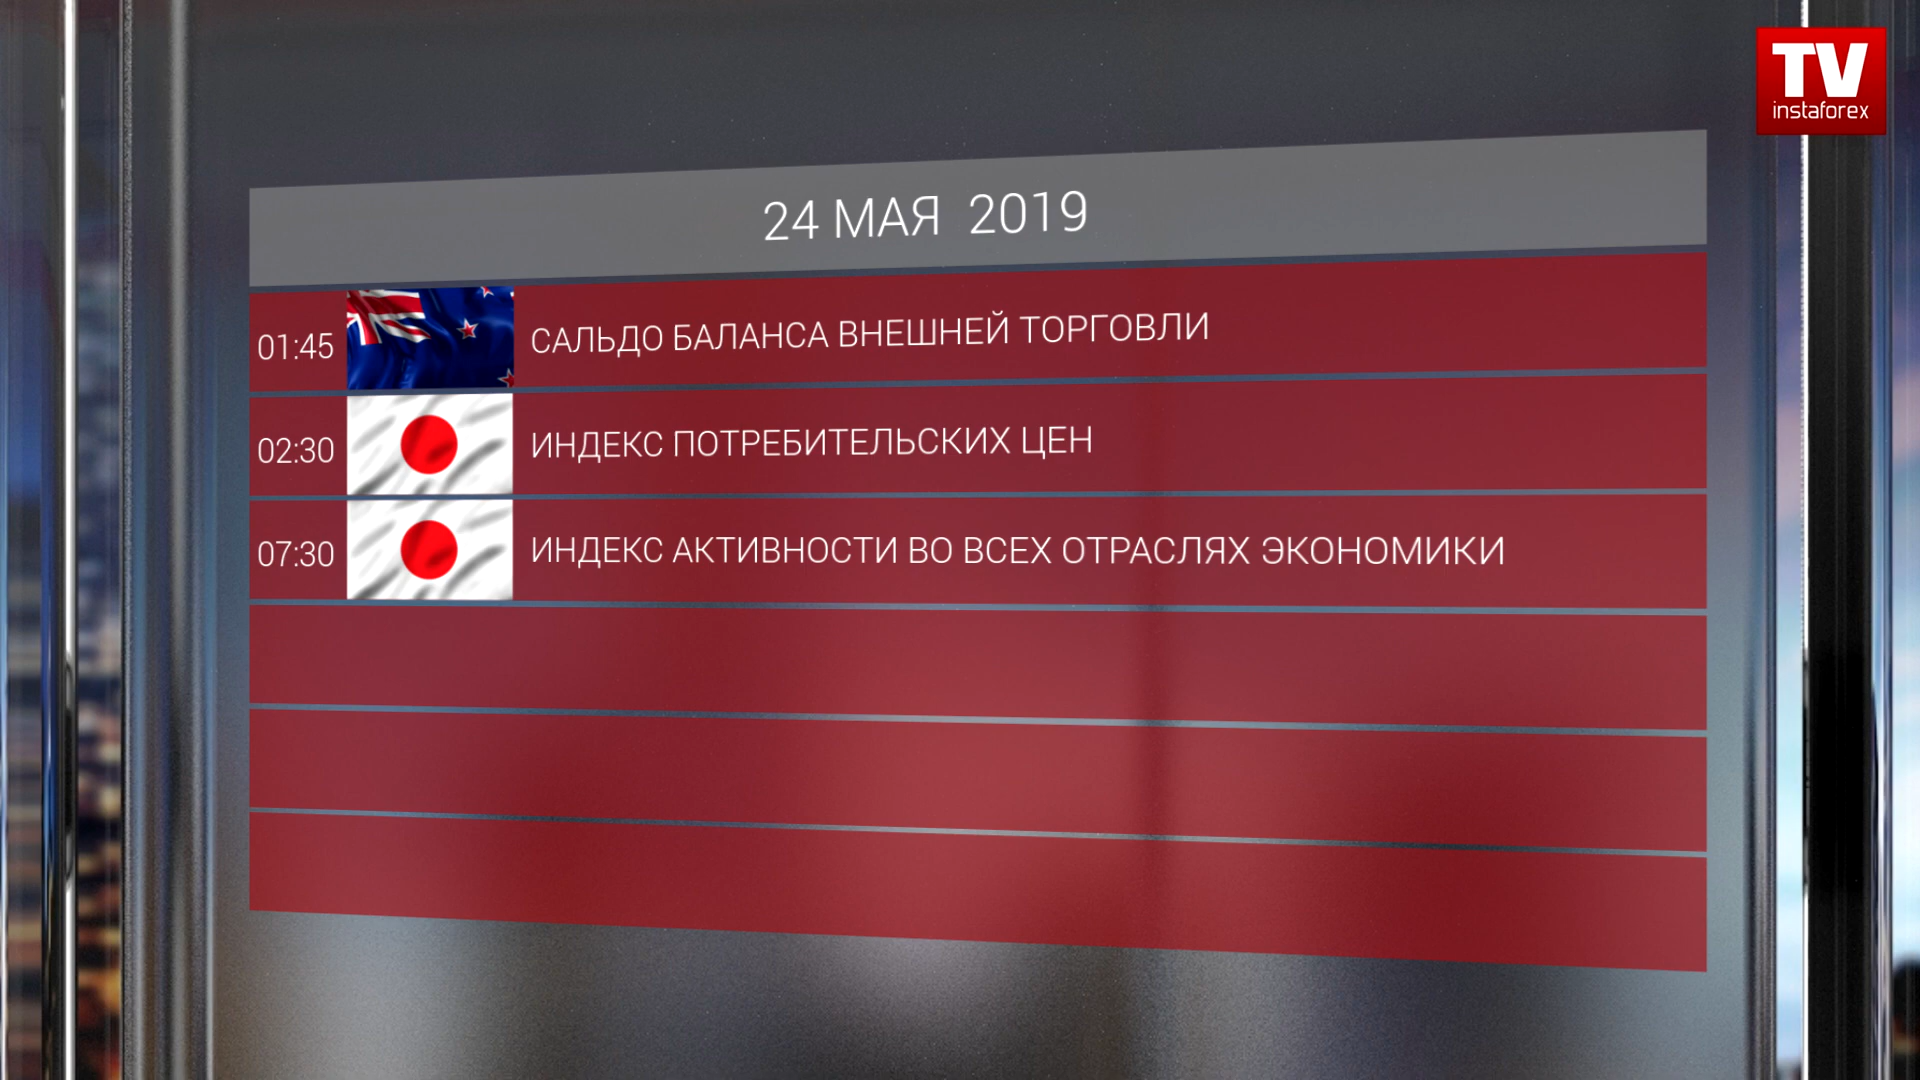 TV
instaforex
24 МАЯ 2019
01:45 САЛЬДО БАЛАНСА ВНЕШНЕЙ ТОРГОВЛИ
02:30 ИНДЕКС ПОТРЕБИТЕЛЬСКИХ ЦЕН
07:30 ИНДЕКС АКТИВНОСТИ ВО ВСЕХ ОТРАСЛЯХ ЭКОНОМИКИ